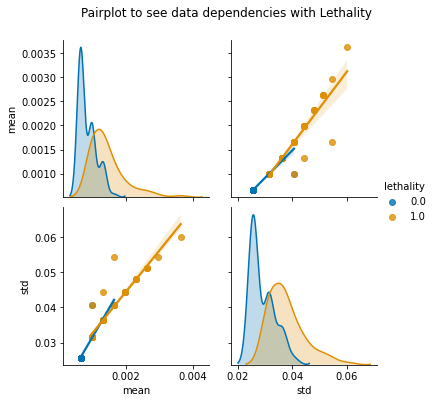 Pairplot to see data dependencies with Lethality
0.0035
0.0030
0.0025
0.0020
0.0015
0.0010
mean
lethality
0.0
1.0
0.06
0.05
0.04
0.03
std
0.002 0.004
mean
0.02 0.04 0.06
std